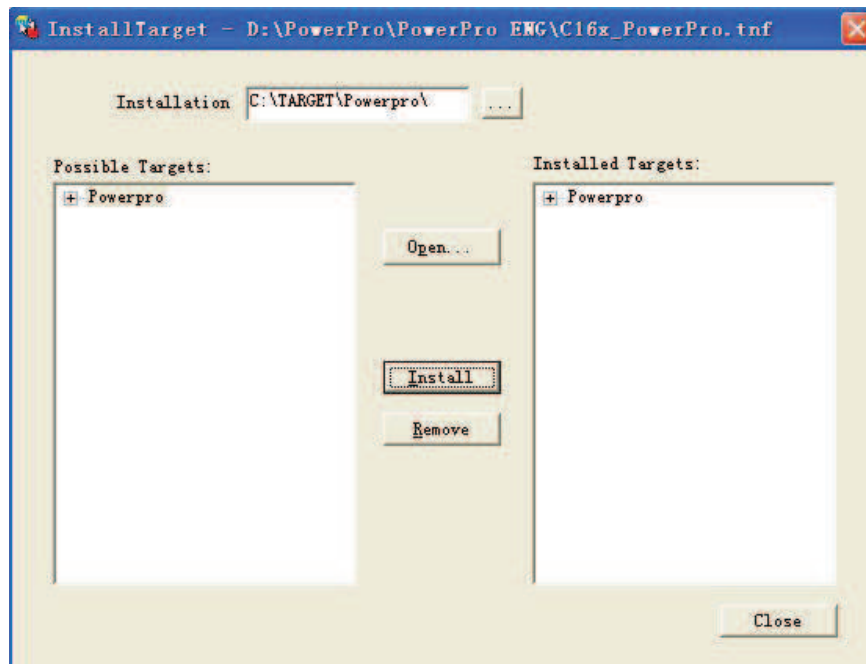 InstallTarget - D:\PowerPro\PowerPro ENG\C16x_PowerPro.tnf
Installation C:\TARGET\Powerpro\ ...
Possible Targets: Installed Targets:
Powerpro Powerpro
Open...
Install
Remove
Close